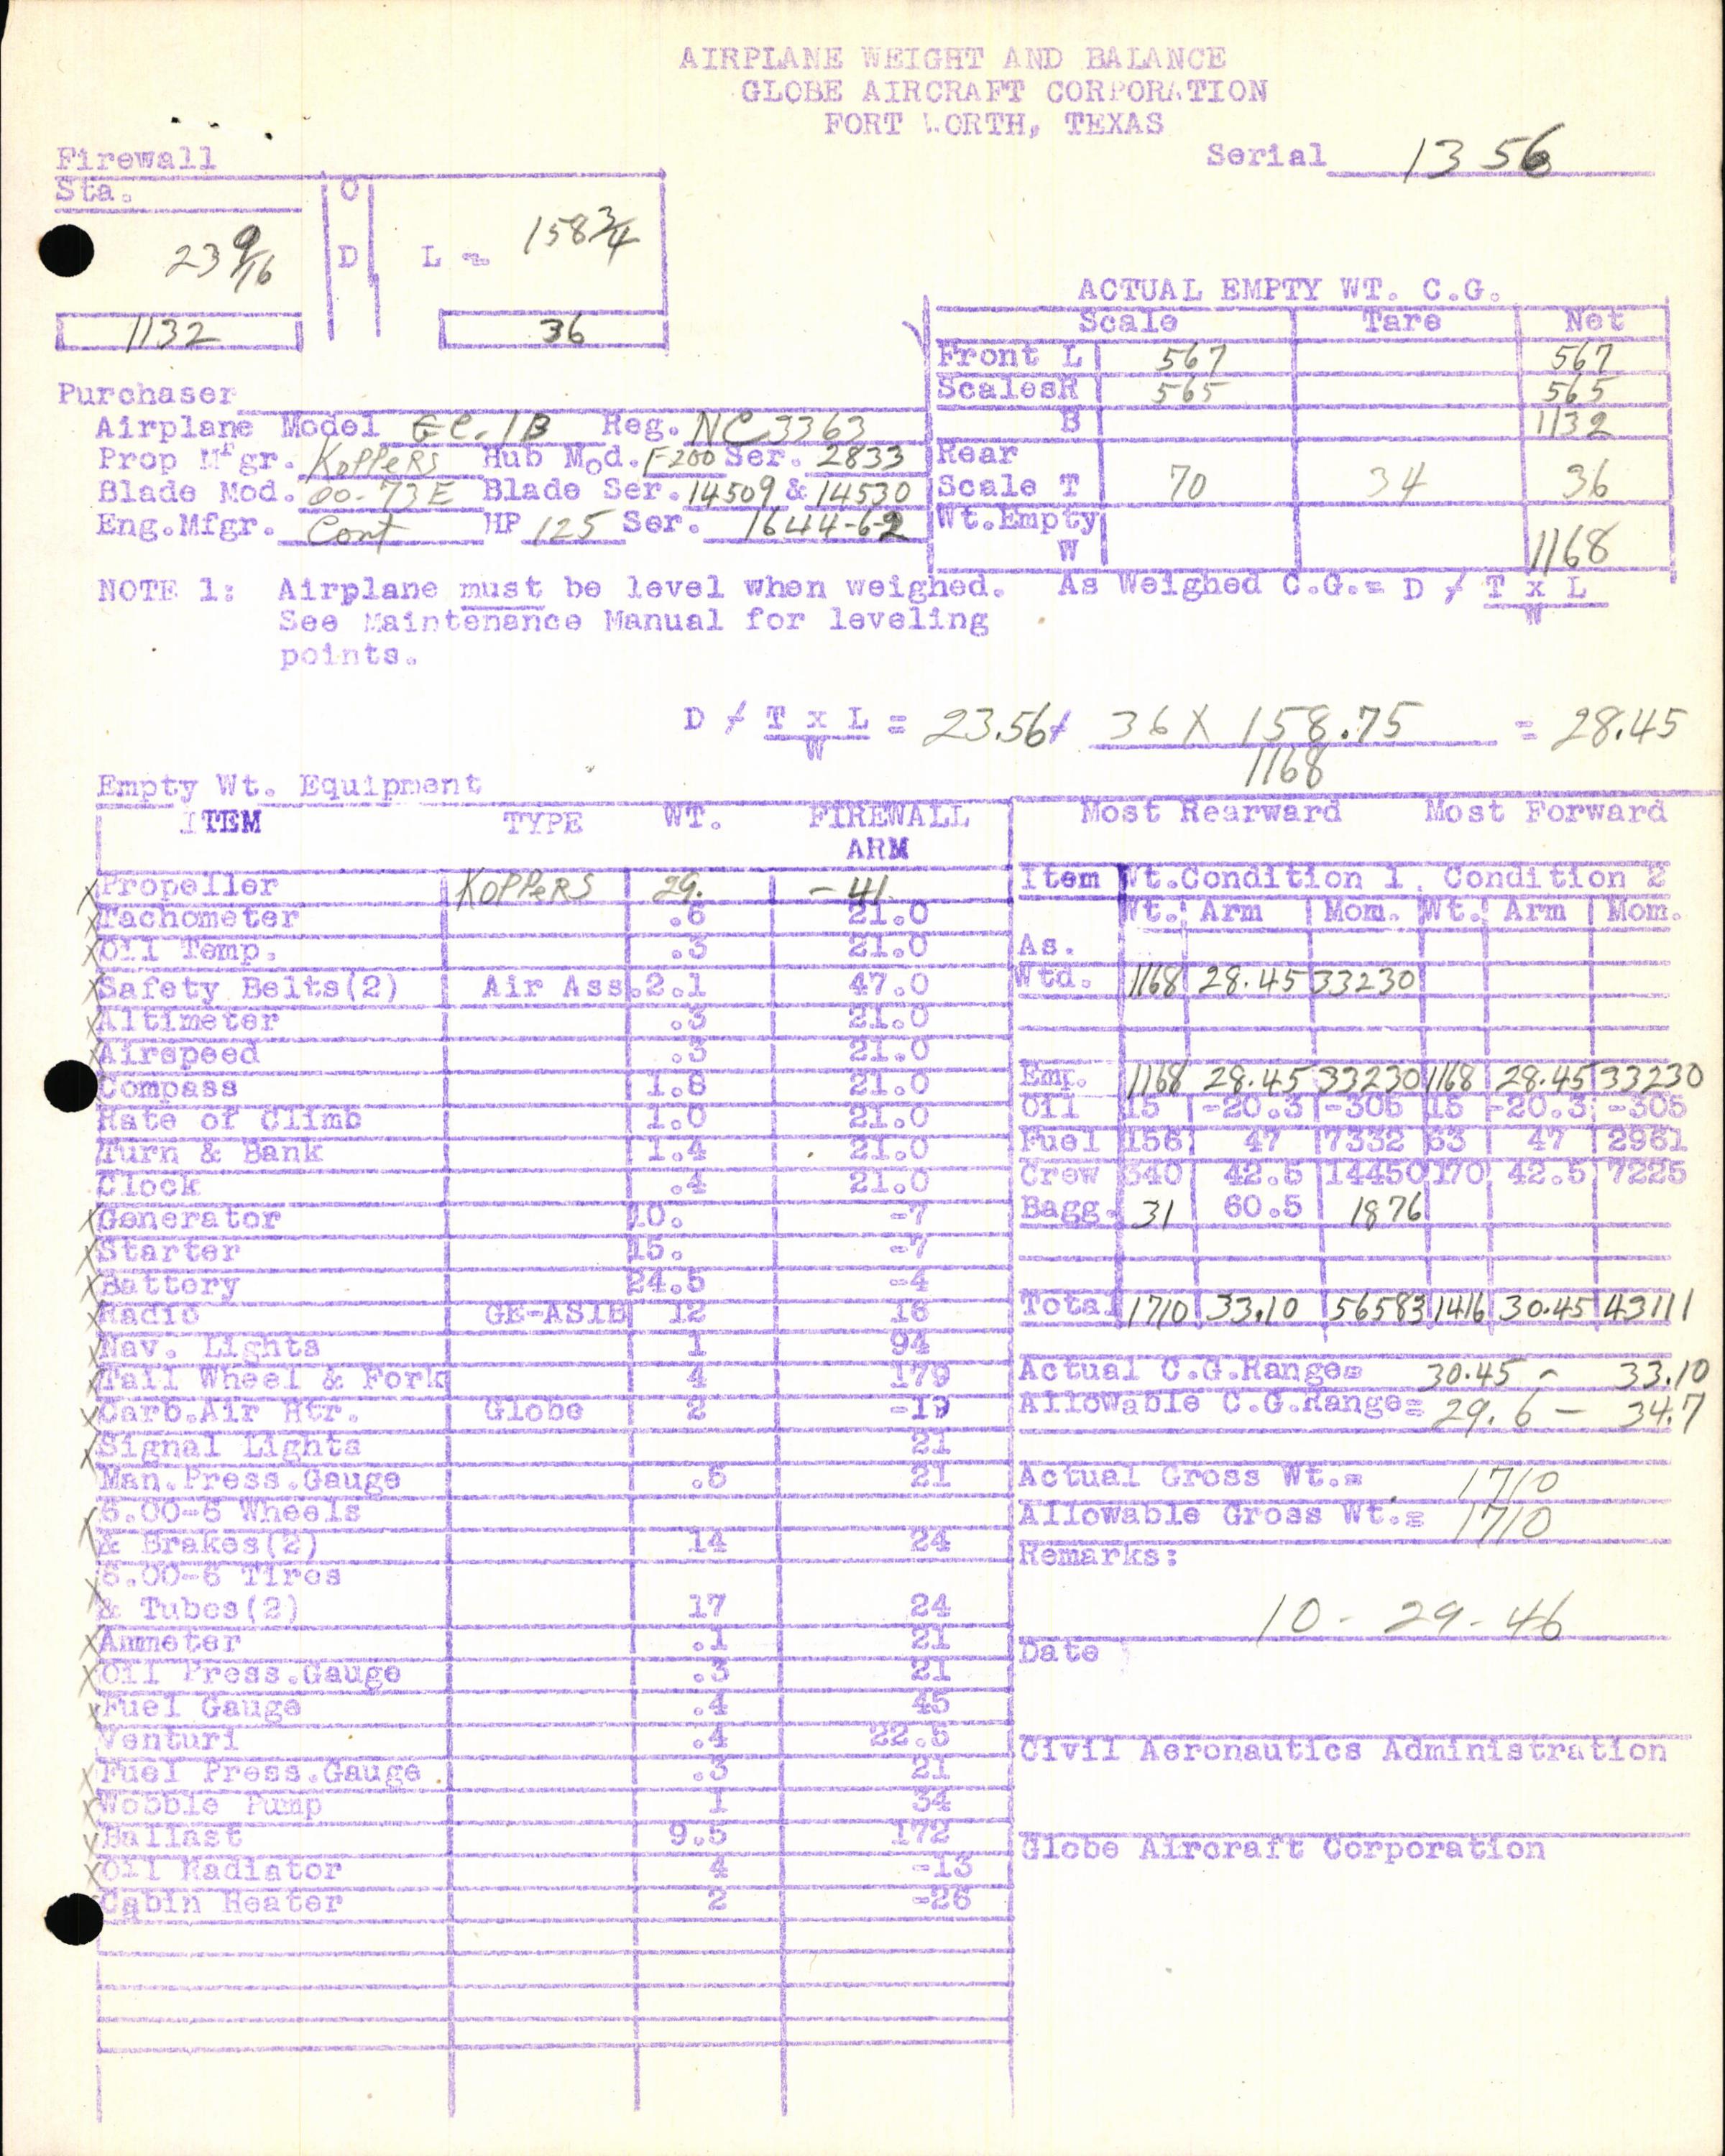 AIRPLANE WEIGHT AND BALANCE
GLOBE AIRCRAFT CORPORATION
FORT WORTH, TEXAS
Serial 1356
Firewall
Sta. O
23 9/16 D L = 158 3/4
1132 36
ACTUAL EMPTY WT. C.G.
Scale Tare Net
Front L 567 567
Scales R 565 565
B 1132
Rear
Scale T 70 34 36
Wt. Empty
W 1168
Purchaser
Airplane Model GC-1B Reg. NC3363
Prop Mfgr. KOPPERS Hub Mod. F200 Ser. 2833
Blade Mod. 00-73E Blade Ser. 14509 & 14530
Eng.Mfgr. Cont HP 125 Ser. 1644-6-2
NOTE 1: Airplane must be level when weighed.
See Maintenance Manual for leveling
points.
As Weighed C.G.= D / T x L
W
D / T x L = 23.56 / 36 X 158.75 = 28.45
W 1168
Empty Wt. Equipment
ITEM TYPE WT. FIREWALL
ARM
X Propeller KOPPERS 29. -41.
X Tachometer .6 21.0
X Oil Temp. .3 21.0
X Safety Belts(2) Air Ass. 2.1 47.0
X Altimeter .3 21.0
X Airspeed .3 21.0
Compass 1.8 21.0
Rate of Climb 1.0 21.0
Turn & Bank 1.4 21.0
Clock .4 21.0
X Generator 10. -7
X Starter 15. -7
X Battery 24.5 -4
X Radio GE-AS1B 12 18
X Nav. Lights 1 94
X Tail Wheel & Fork 4 179
X Carb.Air Htr. Globe 2 -19
X Signal Lights 21
Man.Press.Gauge .5 21
X 6.00-6 Wheels
& Brakes(2) 14 24
X 6.00-6 Tires
& Tubes(2) 17 24
X Ammeter .1 21
X Oil Press.Gauge .3 21
X Fuel Gauge .4 45
Venturi .4 22.5
X Fuel Press.Gauge .3 21
X Wobble Pump 1 34
X Ballast 9.5 172
X Oil Radiator 4 -13
Cabin Heater 2 -26
Most Rearward Most Forward
Item Wt.Condition 1. Condition 2
Wt. Arm Mom. Wt. Arm Mom.
As.
Wtd. 1168 28.45 33230
Emp. 1168 28.45 33230 1168 28.45 33230
Oil 15 -20.3 -305 15 -20.3 -305
Fuel 156 47 7332 63 47 2961
Crew 340 42.5 14450 170 42.5 7225
Bagg. 31 60.5 1876
Total 1710 33.10 56583 1416 30.45 43111
Actual C.G.Range= 30.45 - 33.10
Allowable C.G.Range= 29.6 - 34.7
Actual Gross Wt.= 1710
Allowable Gross Wt.= 1710
Remarks:
10-29-46
Date
Civil Aeronautics Administration
Globe Aircraft Corporation